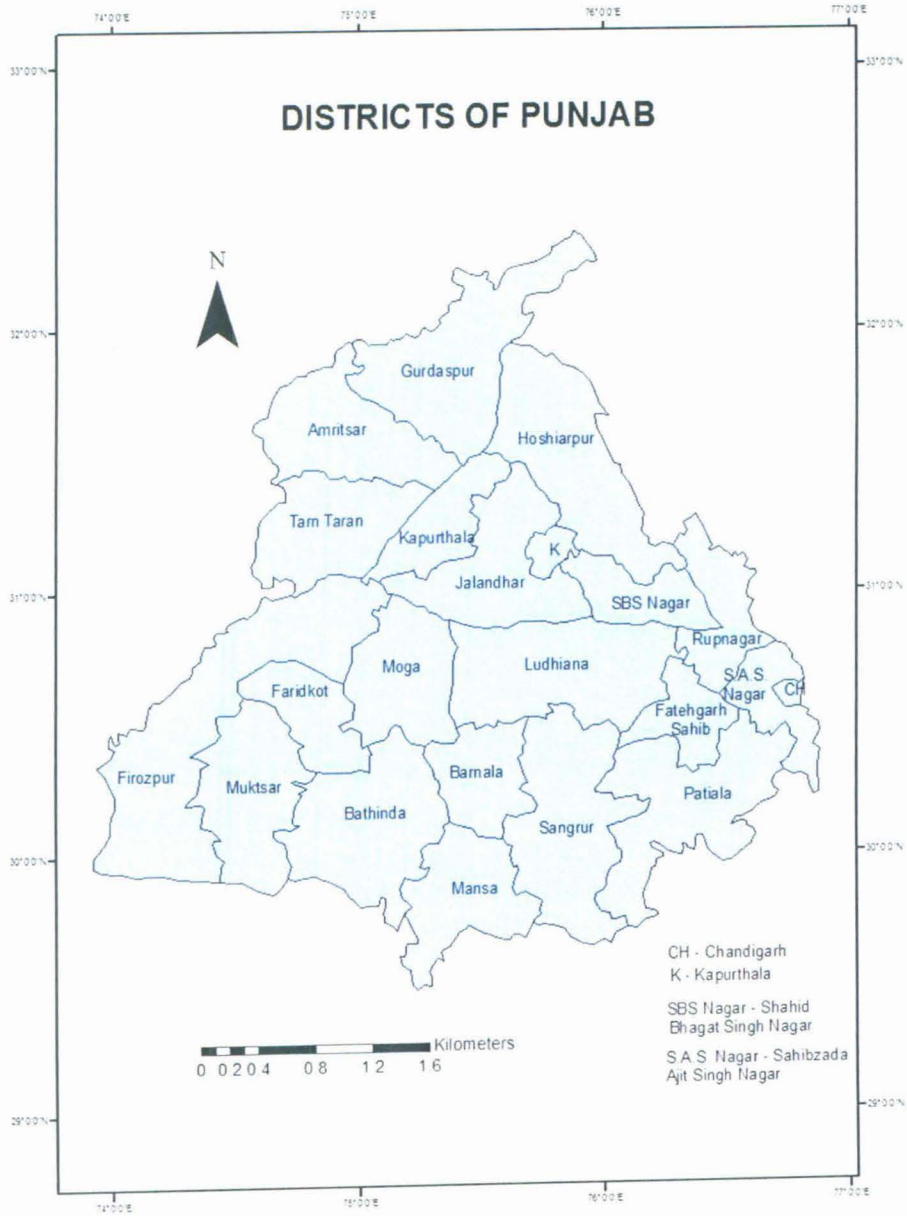 74°00'E 75°00'E 76°00'E 77°00'E
33°00'N 33°00'N
DISTRICTS OF PUNJAB
N
32°00'N 32°00'N
Gurdaspur
Amritsar
Hoshiarpur
Tarn Taran
Kapurthala
K
Jalandhar
31°00'N 31°00'N
SBS Nagar
Rupnagar
Moga
Ludhiana
S.A.S.
Nagar
CH
Faridkot
Fatehgarh
Sahib
Firozpur
Muktsar
Barnala
Patiala
Bathinda
Sangrur
30°00'N 30°00'N
Mansa
CH - Chandigarh
K - Kapurthala
SBS Nagar - Shahid
Bhagat Singh Nagar
S.A.S Nagar - Sahibzada
Ajit Singh Nagar
Kilometers
0 0.2 0.4 0.8 1.2 1.6
29°00'N 29°00'N
74°00'E 75°00'E 76°00'E 77°00'E